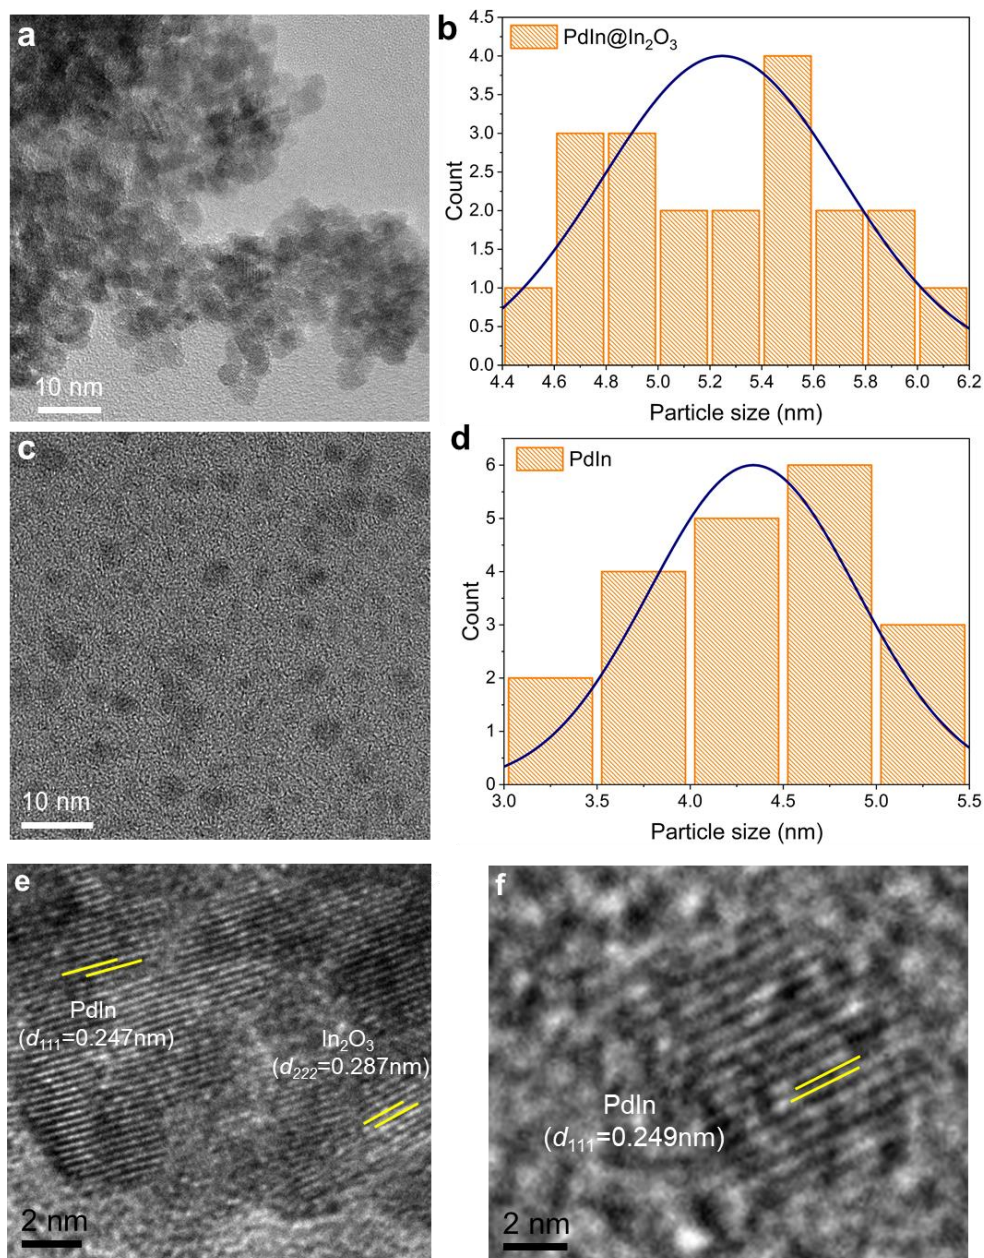 a
10 nm
b
PdIn@In₂O₃
Count
4.5
4.0
3.5
3.0
2.5
2.0
1.5
1.0
0.5
0.0
4.4 4.6 4.8 5.0 5.2 5.4 5.6 5.8 6.0 6.2
Particle size (nm)
c
10 nm
d
PdIn
Count
6
5
4
3
2
1
0
3.0 3.5 4.0 4.5 5.0 5.5
Particle size (nm)
e
PdIn
(d₁₁₁=0.247nm)
In₂O₃
(d₂₂₂=0.287nm)
2 nm
f
PdIn
(d₁₁₁=0.249nm)
2 nm